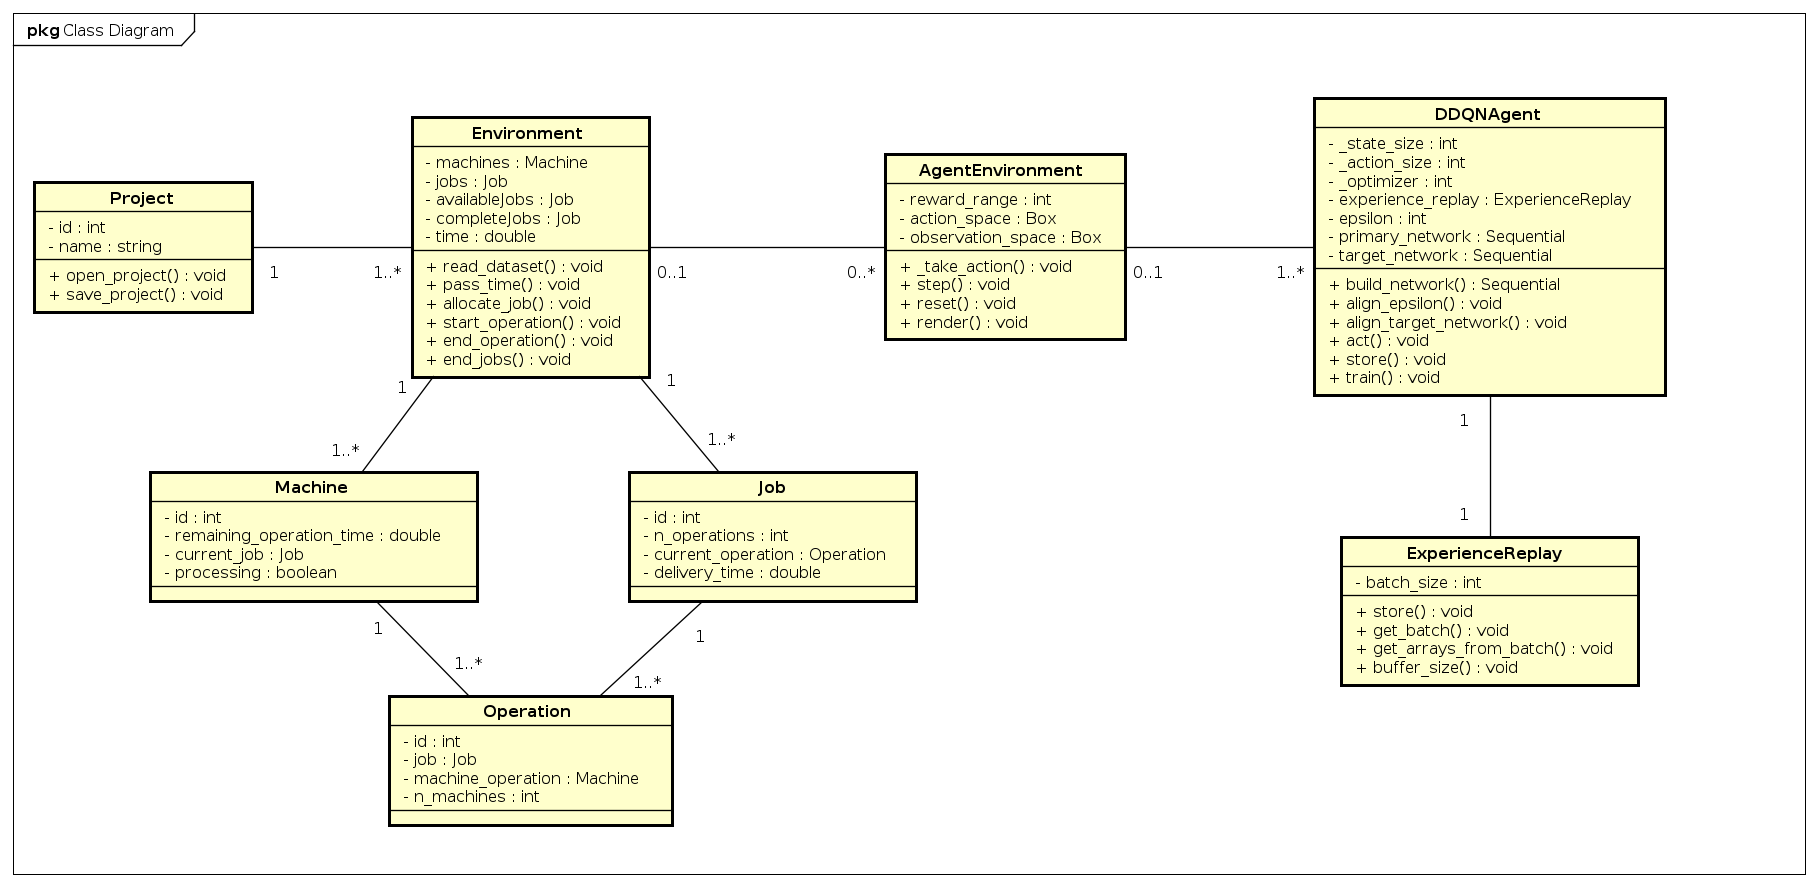 pkg Class Diagram
Project
- id : int
- name : string
+ open_project() : void
+ save_project() : void
1
1..*
Environment
- machines : Machine
- jobs : Job
- availableJobs : Job
- completeJobs : Job
- time : double
+ read_dataset() : void
+ pass_time() : void
+ allocate_job() : void
+ start_operation() : void
+ end_operation() : void
+ end_jobs() : void
0..1
0..*
AgentEnvironment
- reward_range : int
- action_space : Box
- observation_space : Box
+ _take_action() : void
+ step() : void
+ reset() : void
+ render() : void
0..1
1..*
DDQNAgent
- _state_size : int
- _action_size : int
- _optimizer : int
- experience_replay : ExperienceReplay
- epsilon : int
- primary_network : Sequential
- target_network : Sequential
+ build_network() : Sequential
+ align_epsilon() : void
+ align_target_network() : void
+ act() : void
+ store() : void
+ train() : void
1
1..*
1
1..*
1
1
Machine
- id : int
- remaining_operation_time : double
- current_job : Job
- processing : boolean
Job
- id : int
- n_operations : int
- current_operation : Operation
- delivery_time : double
ExperienceReplay
- batch_size : int
+ store() : void
+ get_batch() : void
+ get_arrays_from_batch() : void
+ buffer_size() : void
1
1..*
1
1..*
Operation
- id : int
- job : Job
- machine_operation : Machine
- n_machines : int